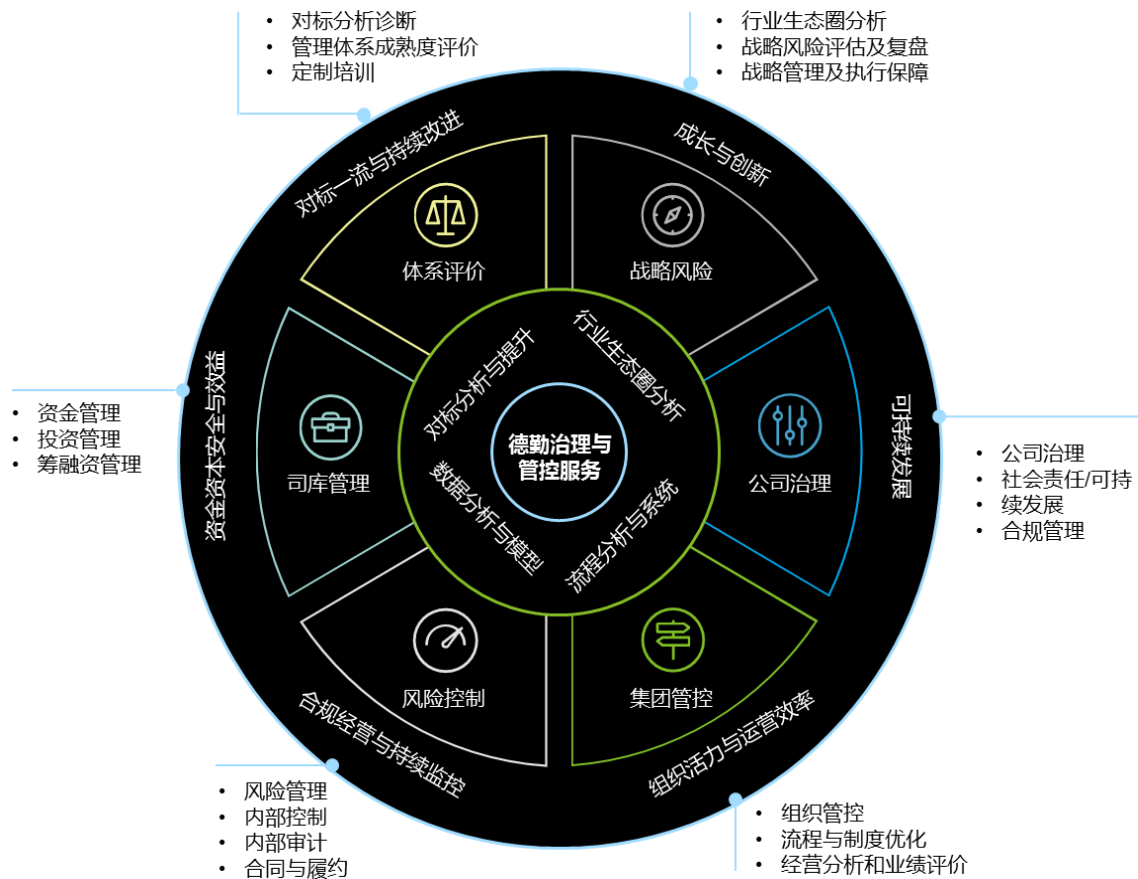 • 对标分析诊断
• 管理体系成熟度评价
• 定制培训
• 行业生态圈分析
• 战略风险评估及复盘
• 战略管理及执行保障
对标一流与持续改进
成长与创新
体系评价
战略风险
对标分析与提升
行业生态圈分析
资金资本安全与效益
可持续发展
• 资金管理
• 投资管理
• 筹融资管理
司库管理
德勤治理与
管控服务
公司治理
• 公司治理
• 社会责任/可持
• 续发展
• 合规管理
数据分析与模型
流程分析与系统
风险控制
集团管控
合规经营与持续监控
组织活力与运营效率
• 风险管理
• 内部控制
• 内部审计
• 合同与履约
• 组织管控
• 流程与制度优化
• 经营分析和业绩评价